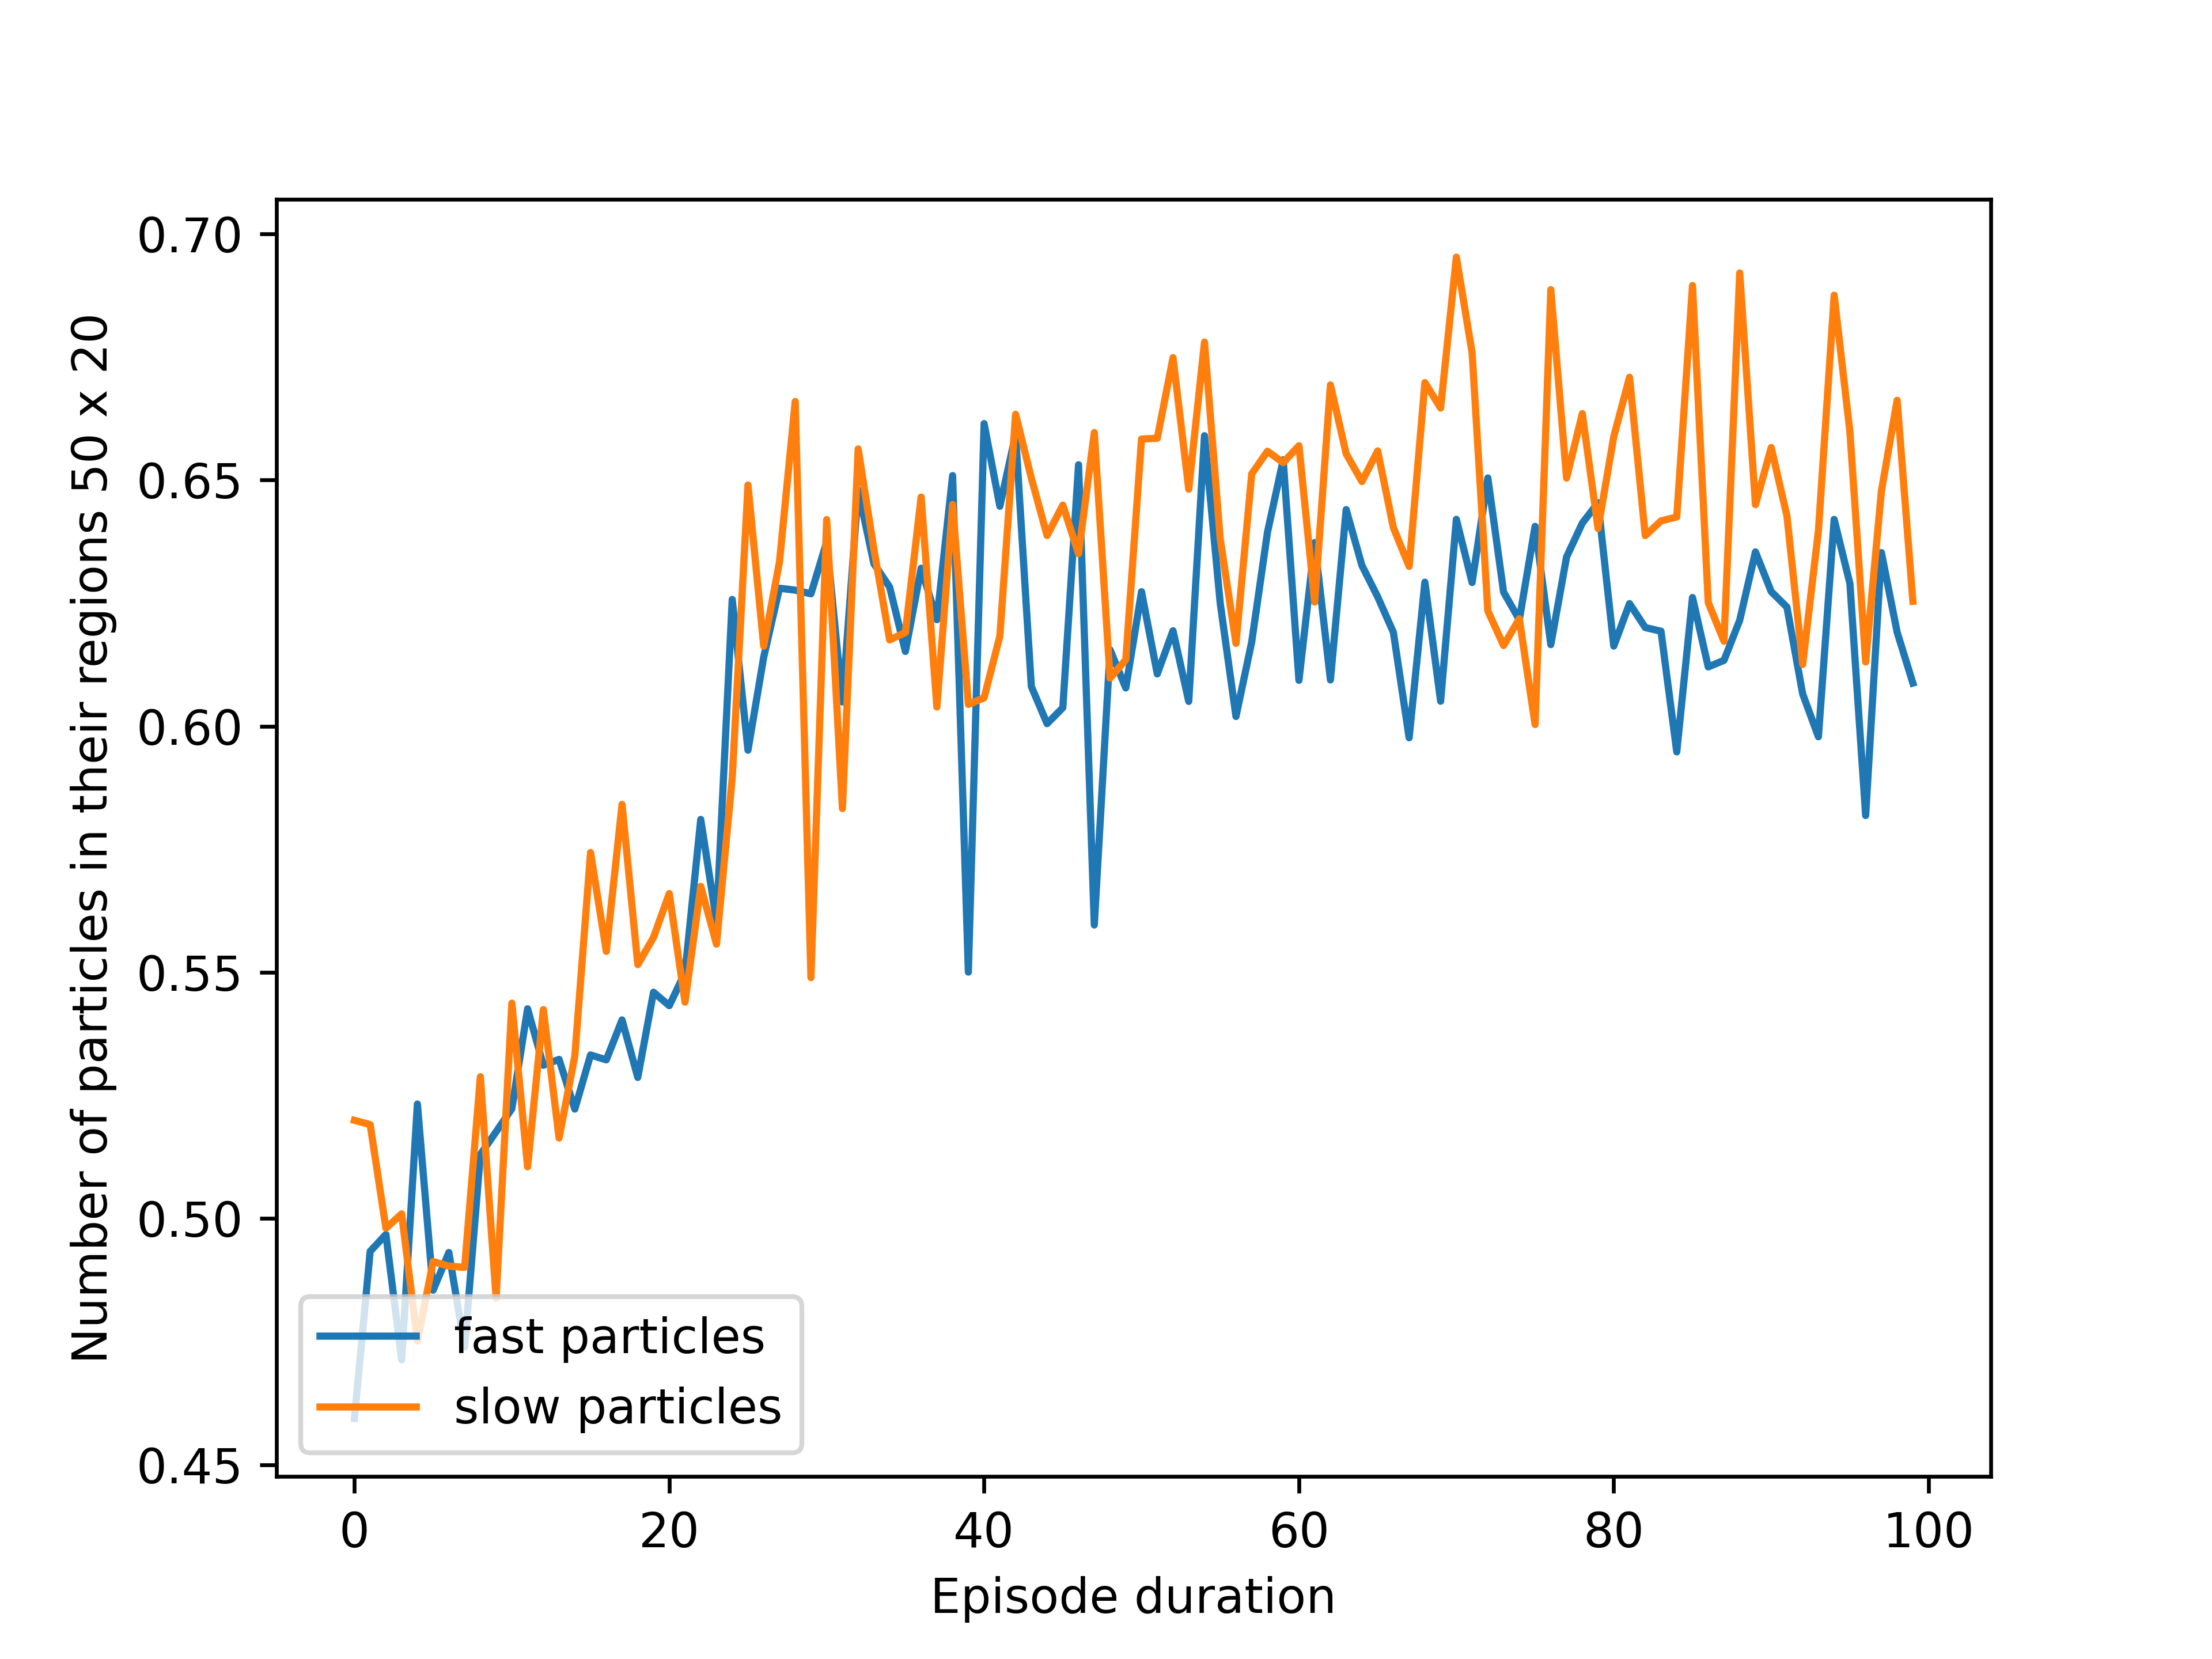 Number of particles in their regions 50 x 20
0.70
0.65
0.60
0.55
0.50
0.45
fast particles
slow particles
0 20 40 60 80 100
Episode duration